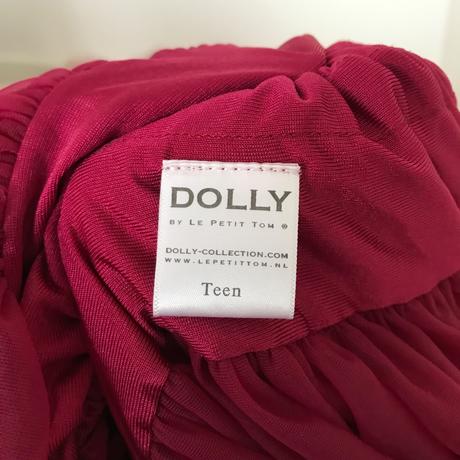 DOLLY
BY LE PETIT TOM ®
DOLLY-COLLECTION.COM
WWW.LEPETITTOM.NL
Teen